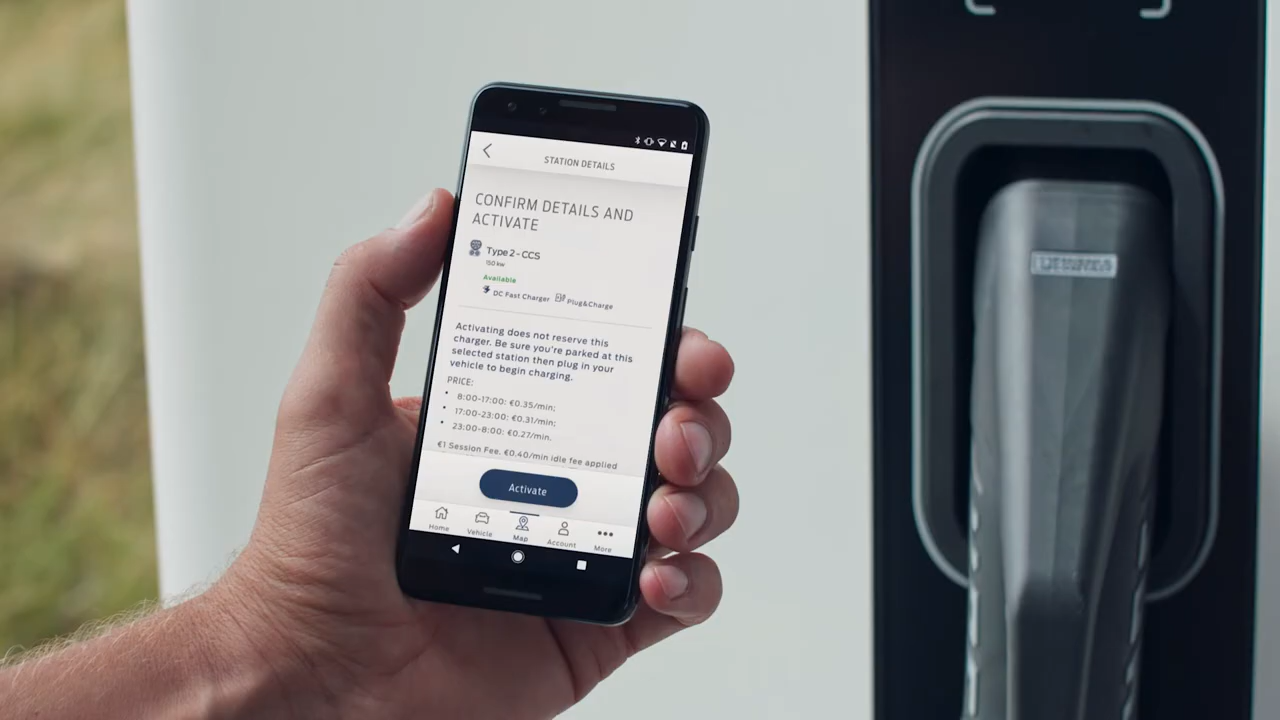 STATION DETAILS
CONFIRM DETAILS AND
ACTIVATE
Type 2 - CCS
150 kw
Available
DC Fast Charger Plug&Charge
Activating does not reserve this
charger. Be sure you're parked at this
selected station then plug in your
vehicle to begin charging.
PRICE:
• 8:00-17:00: €0.35/min;
• 17:00-23:00: €0.31/min;
• 23:00-8:00: €0.27/min.
€1 Session Fee. €0.40/min idle fee applied
Activate
Home Vehicle Map Account More